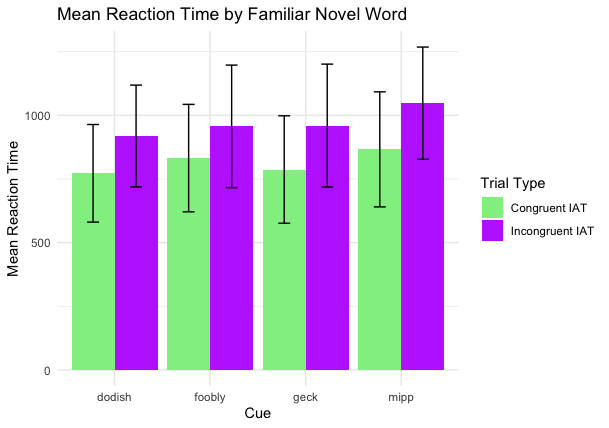 Mean Reaction Time by Familiar Novel Word
Mean Reaction Time
1000
500
0
dodish
foobly
geck
mipp
Cue
Trial Type
Congruent IAT
Incongruent IAT